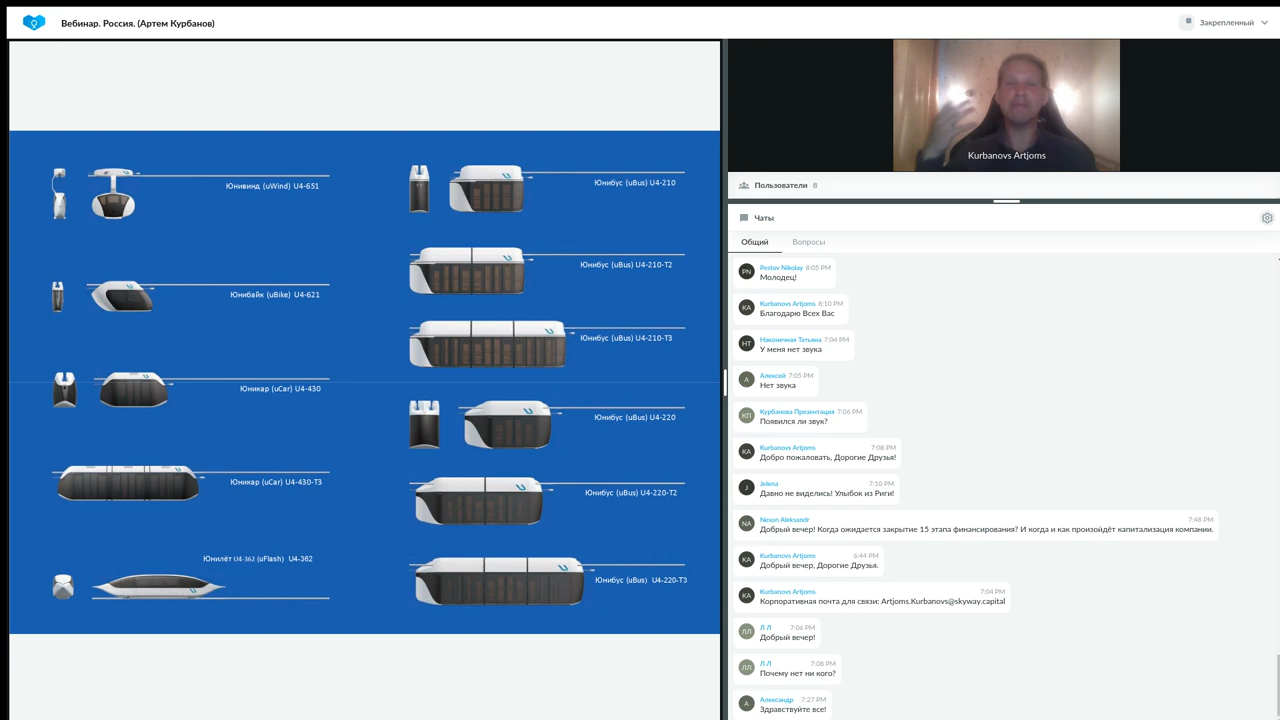 Вебинар. Россия. (Артем Курбанов)
Закрепленный
Юнивинд (uWind) U4-651
Юнибайк (uBike) U4-621
Юникар (uCar) U4-430
Юникар (uCar) U4-430-T3
Юнилёт U4-362 (uFlash) U4-362
Юнибус (uBus) U4-210
Юнибус (uBus) U4-210-T2
Юнибус (uBus) U4-210-T3
Юнибус (uBus) U4-220
Юнибус (uBus) U4-220-T2
Юнибус (uBus) U4-220-T3
Kurbanovs Artjoms
Пользователи 8
Чаты
Общий Вопросы
PN Pestov Nikolay 8:05 PM
Молодец!
KA Kurbanovs Artjoms 8:10 PM
Благодарю Всех Вас
НТ Наконечная Татьяна 7:04 PM
У меня нет звука
А Алексей 7:05 PM
Нет звука
КП Курбанова Презентация 7:06 PM
Появился ли звук?
KA Kurbanovs Artjoms 7:08 PM
Добро пожаловать, Дорогие Друзья!
J Jelena 7:10 PM
Давно не виделись! Улыбок из Риги!
NA Neson Aleksandr 7:48 PM
Добрый вечер! Когда ожидается закрытие 15 этапа финансирования? И когда и как произойдёт капитализация компании.
KA Kurbanovs Artjoms 6:44 PM
Добрый вечер, Дорогие Друзья.
KA Kurbanovs Artjoms 7:04 PM
Корпоративная почта для связи: Artjoms.Kurbanovs@skyway.capital
ЛЛ Л Л 7:06 PM
Добрый вечер!
ЛЛ Л Л 7:08 PM
Почему нет ни кого?
А Александр 7:27 PM
Здравствуйте все!